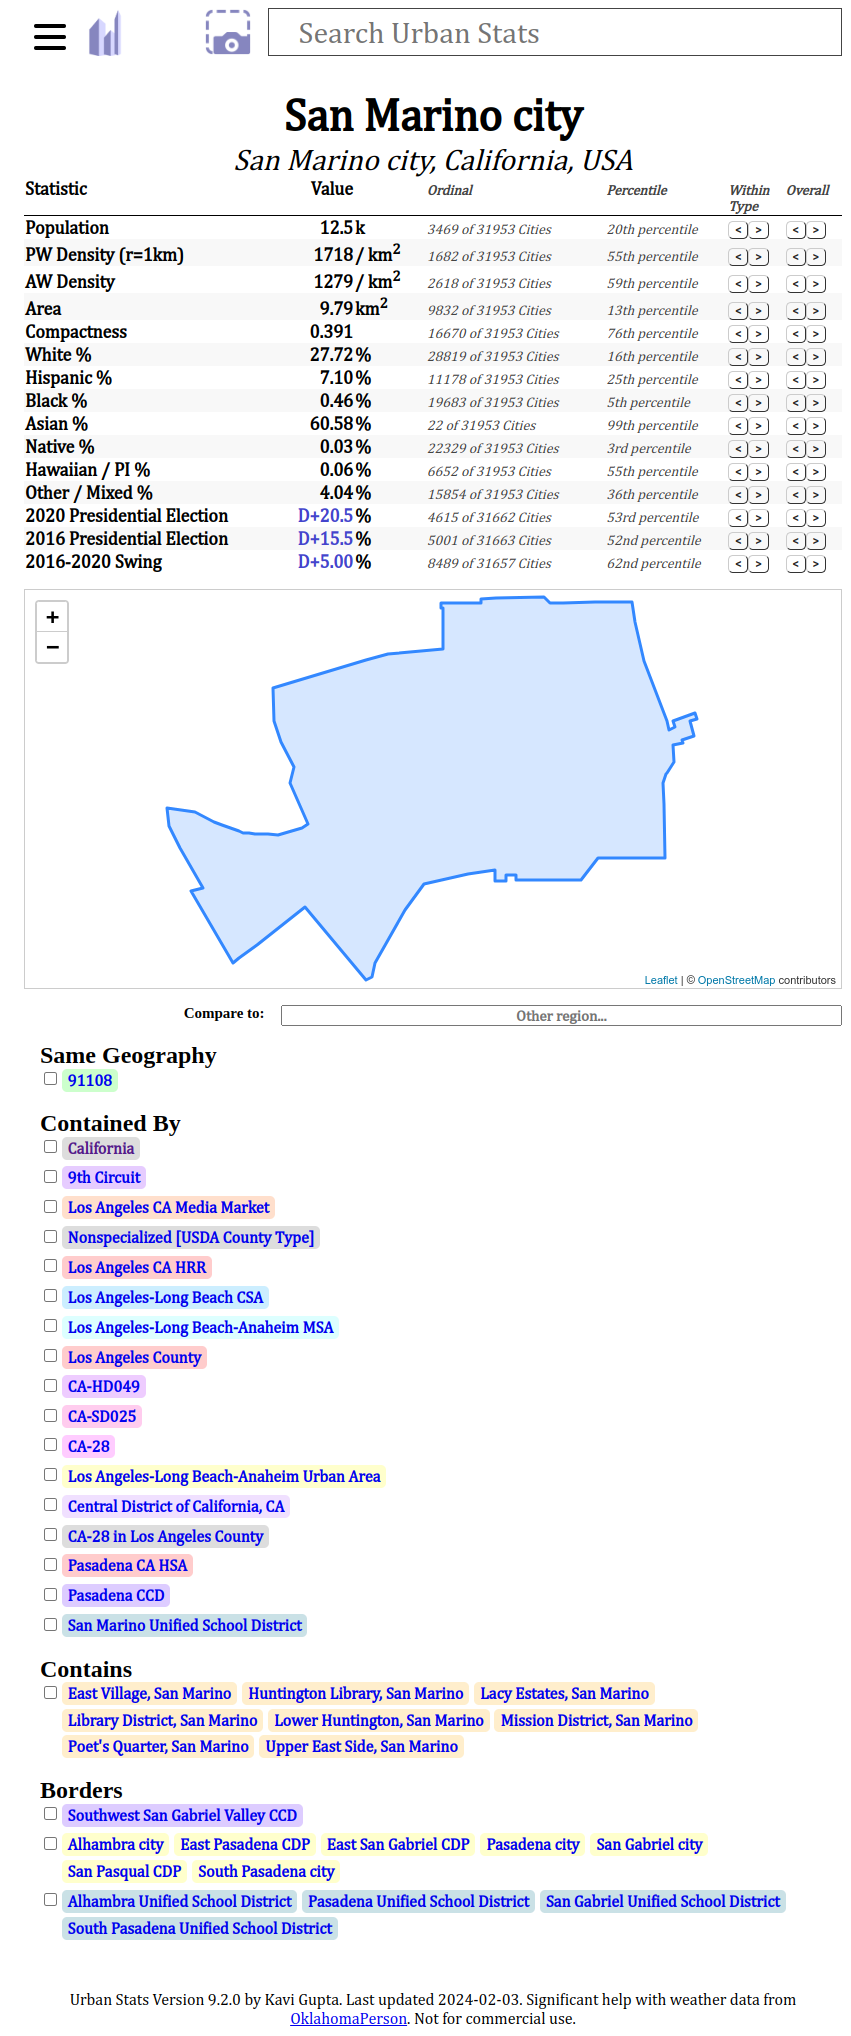 Search Urban Stats
San Marino city
San Marino city, California, USA
Statistic Value Ordinal Percentile Within Type Overall
Population 12.5 k 3469 of 31953 Cities 20th percentile < > < >
PW Density (r=1km) 1718 / km² 1682 of 31953 Cities 55th percentile < > < >
AW Density 1279 / km² 2618 of 31953 Cities 59th percentile < > < >
Area 9.79 km² 9832 of 31953 Cities 13th percentile < > < >
Compactness 0.391 16670 of 31953 Cities 76th percentile < > < >
White % 27.72 % 28819 of 31953 Cities 16th percentile < > < >
Hispanic % 7.10 % 11178 of 31953 Cities 25th percentile < > < >
Black % 0.46 % 19683 of 31953 Cities 5th percentile < > < >
Asian % 60.58 % 22 of 31953 Cities 99th percentile < > < >
Native % 0.03 % 22329 of 31953 Cities 3rd percentile < > < >
Hawaiian / PI % 0.06 % 6652 of 31953 Cities 55th percentile < > < >
Other / Mixed % 4.04 % 15854 of 31953 Cities 36th percentile < > < >
2020 Presidential Election D+20.5 % 4615 of 31662 Cities 53rd percentile < > < >
2016 Presidential Election D+15.5 % 5001 of 31663 Cities 52nd percentile < > < >
2016-2020 Swing D+5.00 % 8489 of 31657 Cities 62nd percentile < > < >
+
−
Leaflet | © OpenStreetMap contributors
Compare to: Other region...
Same Geography
91108
Contained By
California
9th Circuit
Los Angeles CA Media Market
Nonspecialized [USDA County Type]
Los Angeles CA HRR
Los Angeles-Long Beach CSA
Los Angeles-Long Beach-Anaheim MSA
Los Angeles County
CA-HD049
CA-SD025
CA-28
Los Angeles-Long Beach-Anaheim Urban Area
Central District of California, CA
CA-28 in Los Angeles County
Pasadena CA HSA
Pasadena CCD
San Marino Unified School District
Contains
East Village, San Marino Huntington Library, San Marino Lacy Estates, San Marino
Library District, San Marino Lower Huntington, San Marino Mission District, San Marino
Poet's Quarter, San Marino Upper East Side, San Marino
Borders
Southwest San Gabriel Valley CCD
Alhambra city East Pasadena CDP East San Gabriel CDP Pasadena city San Gabriel city
San Pasqual CDP South Pasadena city
Alhambra Unified School District Pasadena Unified School District San Gabriel Unified School District
South Pasadena Unified School District
Urban Stats Version 9.2.0 by Kavi Gupta. Last updated 2024-02-03. Significant help with weather data from
OklahomaPerson. Not for commercial use.